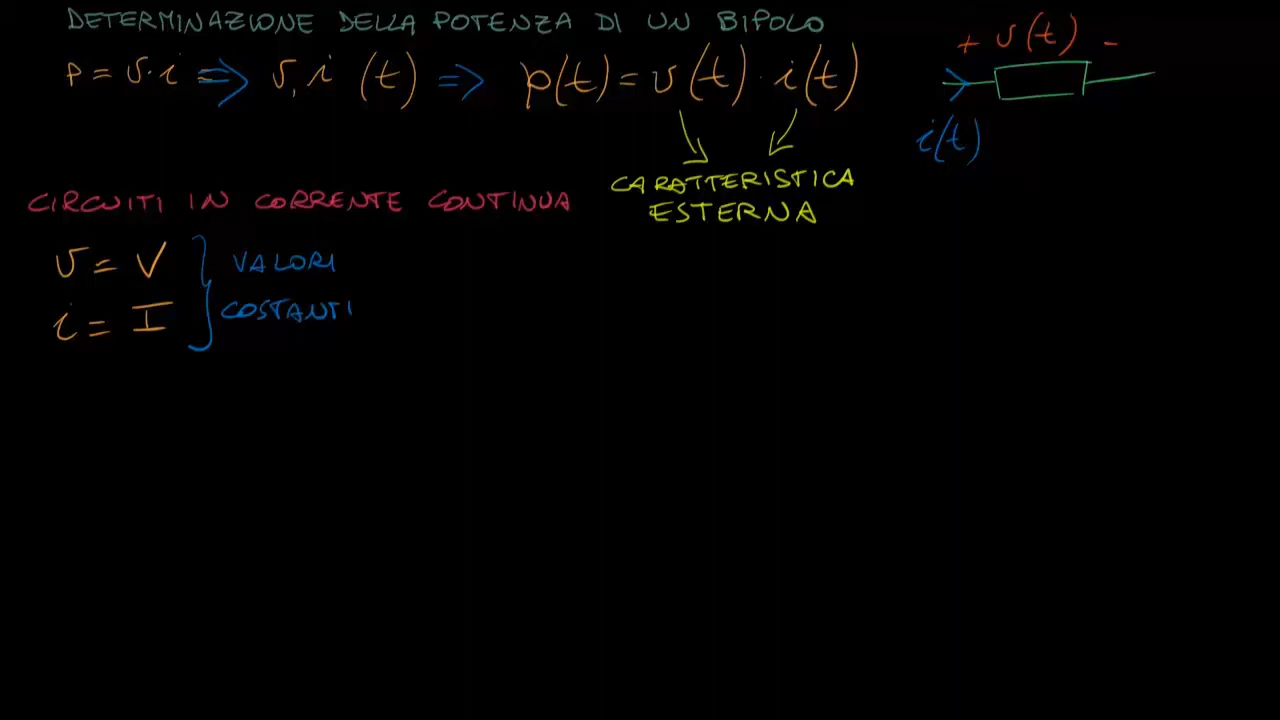 DETERMINAZIONE DELLA POTENZA DI UN BIPOLO
+ v(t) -
p = v·i => v, i (t) => p(t) = v(t) · i(t)
i(t)
CARATTERISTICA
ESTERNA
CIRCUITI IN CORRENTE CONTINUA
v = V
i = I
VALORI
COSTANTI